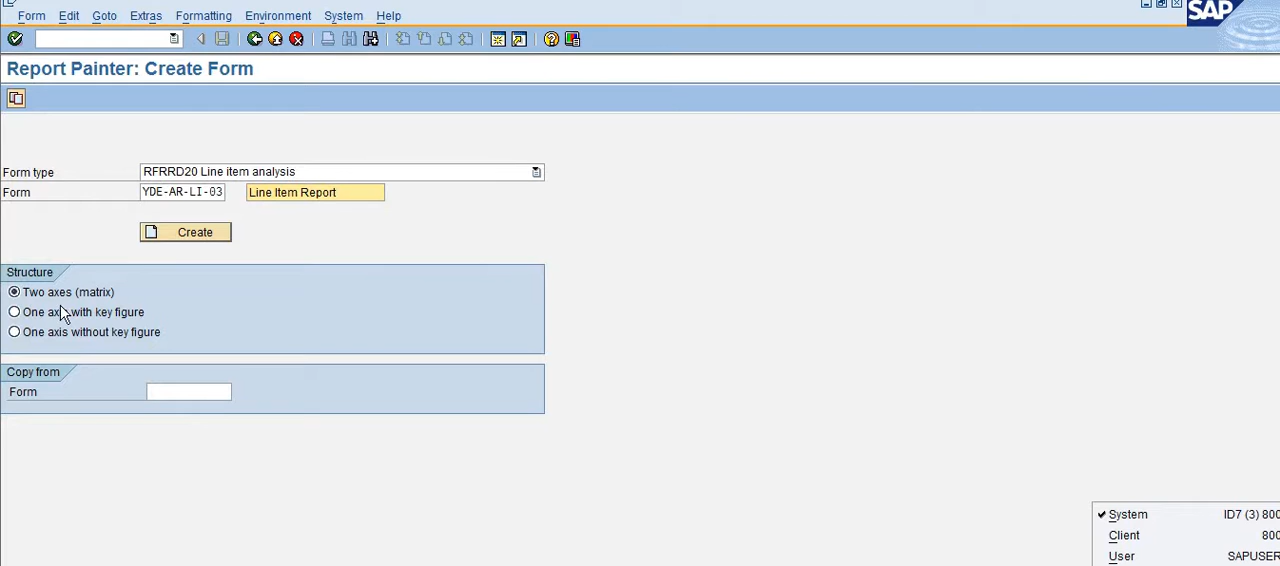 Form Edit Goto Extras Formatting Environment System Help
SAP
Report Painter: Create Form
Form type RFRRD20 Line item analysis
Form YDE-AR-LI-03 Line Item Report
Create
Structure
Two axes (matrix)
One axis with key figure
One axis without key figure
Copy from
Form
System ID7 (3) 800
Client 800
User SAPUSER